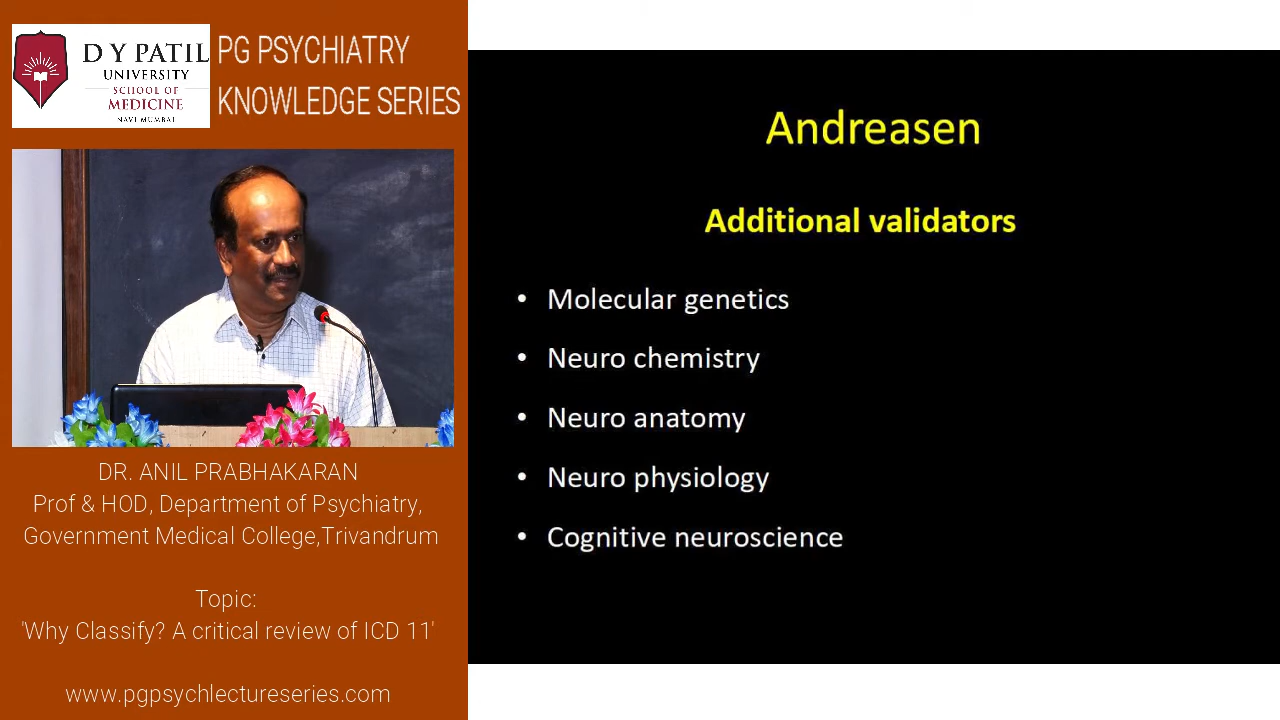 D Y PATIL
UNIVERSITY
SCHOOL OF
MEDICINE
NAVI MUMBAI
PG PSYCHIATRY
KNOWLEDGE SERIES
DR. ANIL PRABHAKARAN
Prof & HOD, Department of Psychiatry,
Government Medical College,Trivandrum
Topic:
'Why Classify? A critical review of ICD 11'
www.pgpsychlectureseries.com
Andreasen
Additional validators
• Molecular genetics
• Neuro chemistry
• Neuro anatomy
• Neuro physiology
• Cognitive neuroscience